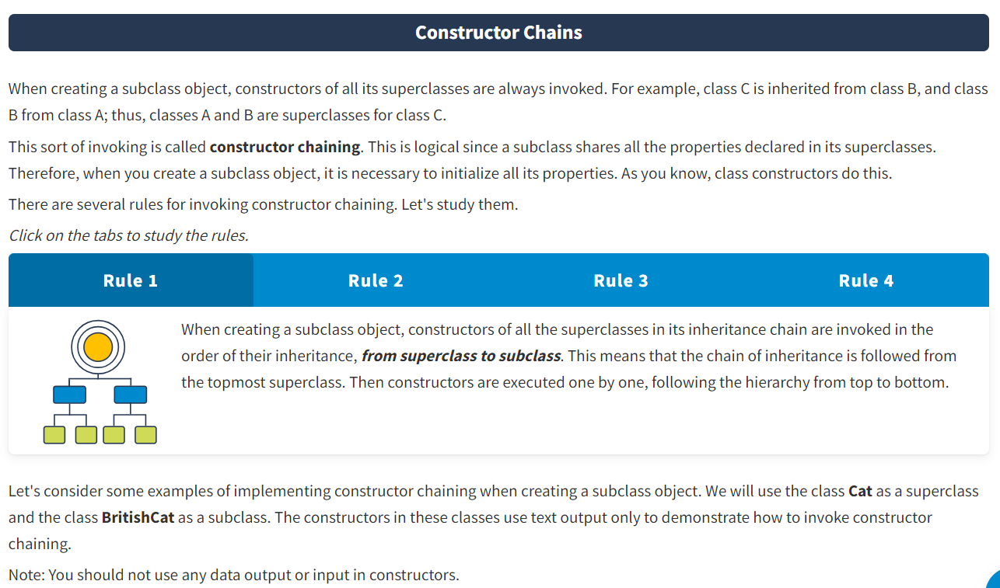 Constructor Chains
When creating a subclass object, constructors of all its superclasses are always invoked. For example, class C is inherited from class B, and class
B from class A; thus, classes A and B are superclasses for class C.
This sort of invoking is called constructor chaining. This is logical since a subclass shares all the properties declared in its superclasses.
Therefore, when you create a subclass object, it is necessary to initialize all its properties. As you know, class constructors do this.
There are several rules for invoking constructor chaining. Let's study them.
Click on the tabs to study the rules.
Rule 1 Rule 2 Rule 3 Rule 4
When creating a subclass object, constructors of all the superclasses in its inheritance chain are invoked in the
order of their inheritance, from superclass to subclass. This means that the chain of inheritance is followed from
the topmost superclass. Then constructors are executed one by one, following the hierarchy from top to bottom.
Let's consider some examples of implementing constructor chaining when creating a subclass object. We will use the class Cat as a superclass
and the class BritishCat as a subclass. The constructors in these classes use text output only to demonstrate how to invoke constructor
chaining.
Note: You should not use any data output or input in constructors.